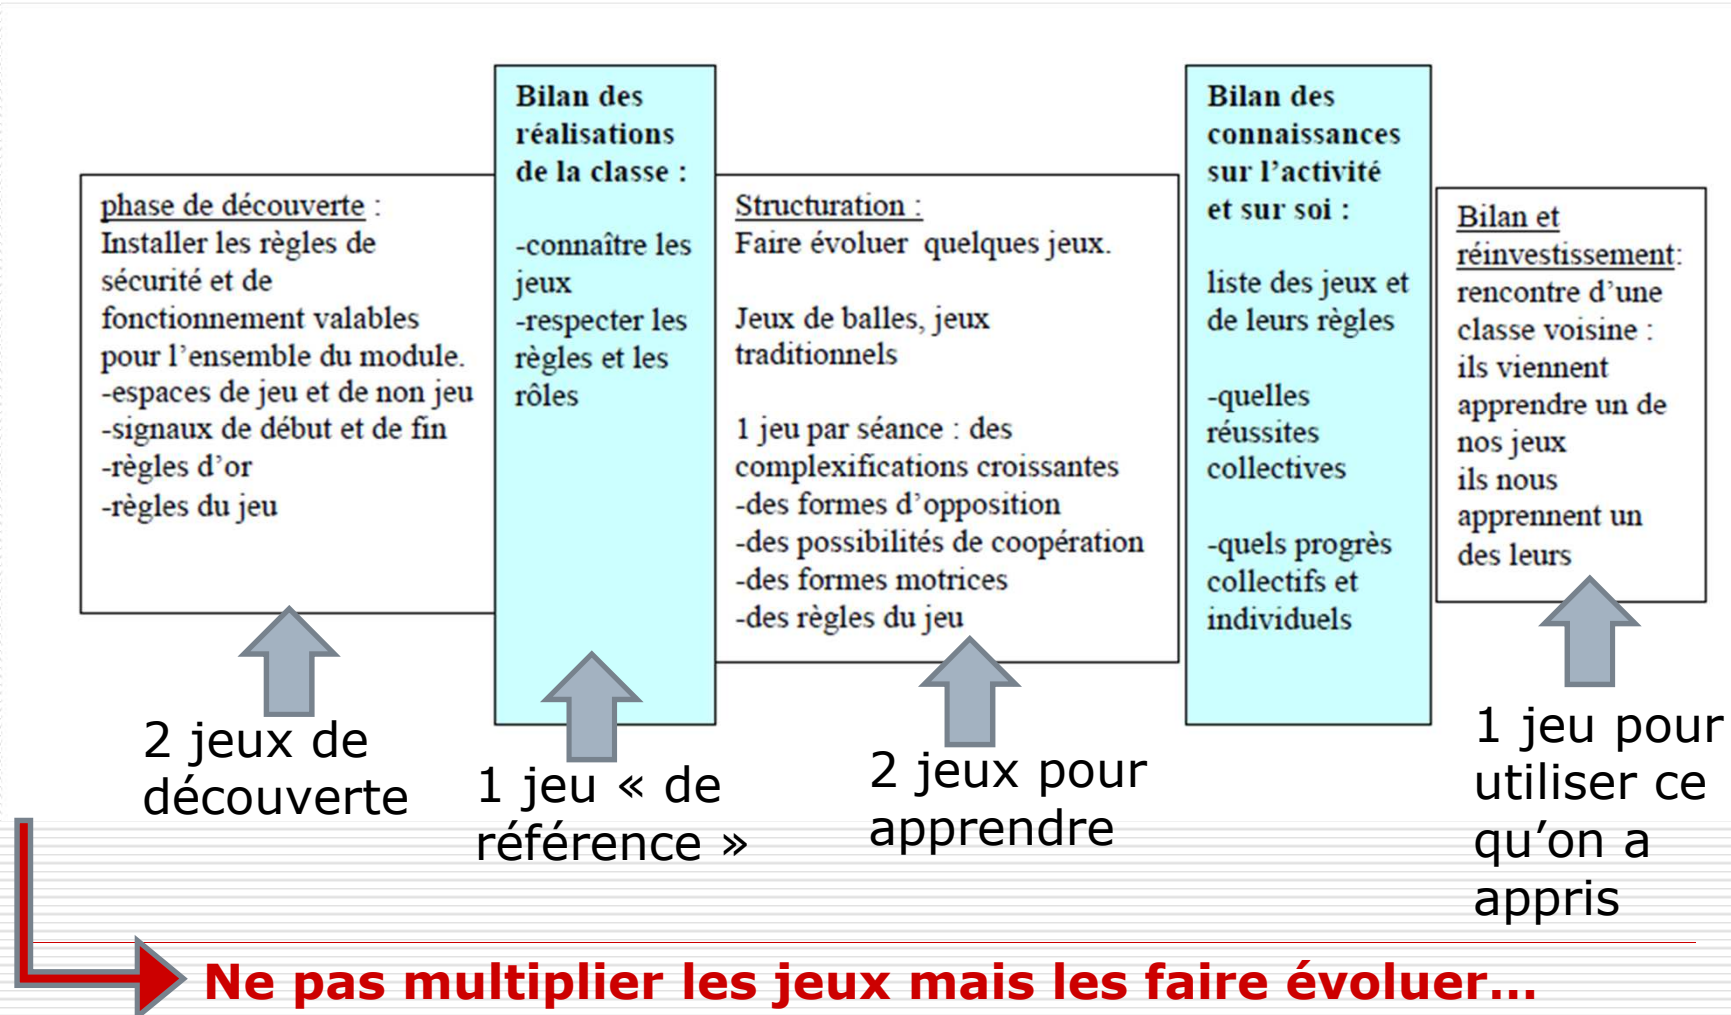 phase de découverte :
Installer les règles de
sécurité et de
fonctionnement valables
pour l’ensemble du module.
-espaces de jeu et de non jeu
-signaux de début et de fin
-règles d’or
-règles du jeu
2 jeux de
découverte
Bilan des
réalisations
de la classe :
-connaître les
jeux
-respecter les
règles et les
rôles
1 jeu « de
référence »
Structuration :
Faire évoluer quelques jeux.
Jeux de balles, jeux
traditionnels
1 jeu par séance : des
complexifications croissantes
-des formes d’opposition
-des possibilités de coopération
-des formes motrices
-des règles du jeu
2 jeux pour
apprendre
Bilan des
connaissances
sur l’activité
et sur soi :
liste des jeux et
de leurs règles
-quelles
réussites
collectives
-quels progrès
collectifs et
individuels
Bilan et
réinvestissement:
rencontre d’une
classe voisine :
ils viennent
apprendre un de
nos jeux
ils nous
apprennent un
des leurs
1 jeu pour
utiliser ce
qu’on a
appris
Ne pas multiplier les jeux mais les faire évoluer…